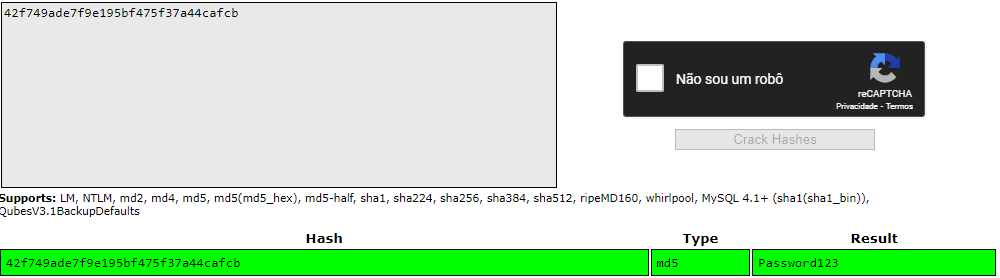 42f749ade7f9e195bf475f37a44cafcb
Não sou um robô
reCAPTCHA
Privacidade - Termos
Crack Hashes
Supports: LM, NTLM, md2, md4, md5, md5(md5_hex), md5-half, sha1, sha224, sha256, sha384, sha512, ripeMD160, whirlpool, MySQL 4.1+ (sha1(sha1_bin)),
QubesV3.1BackupDefaults
Hash Type Result
42f749ade7f9e195bf475f37a44cafcb md5 Password123